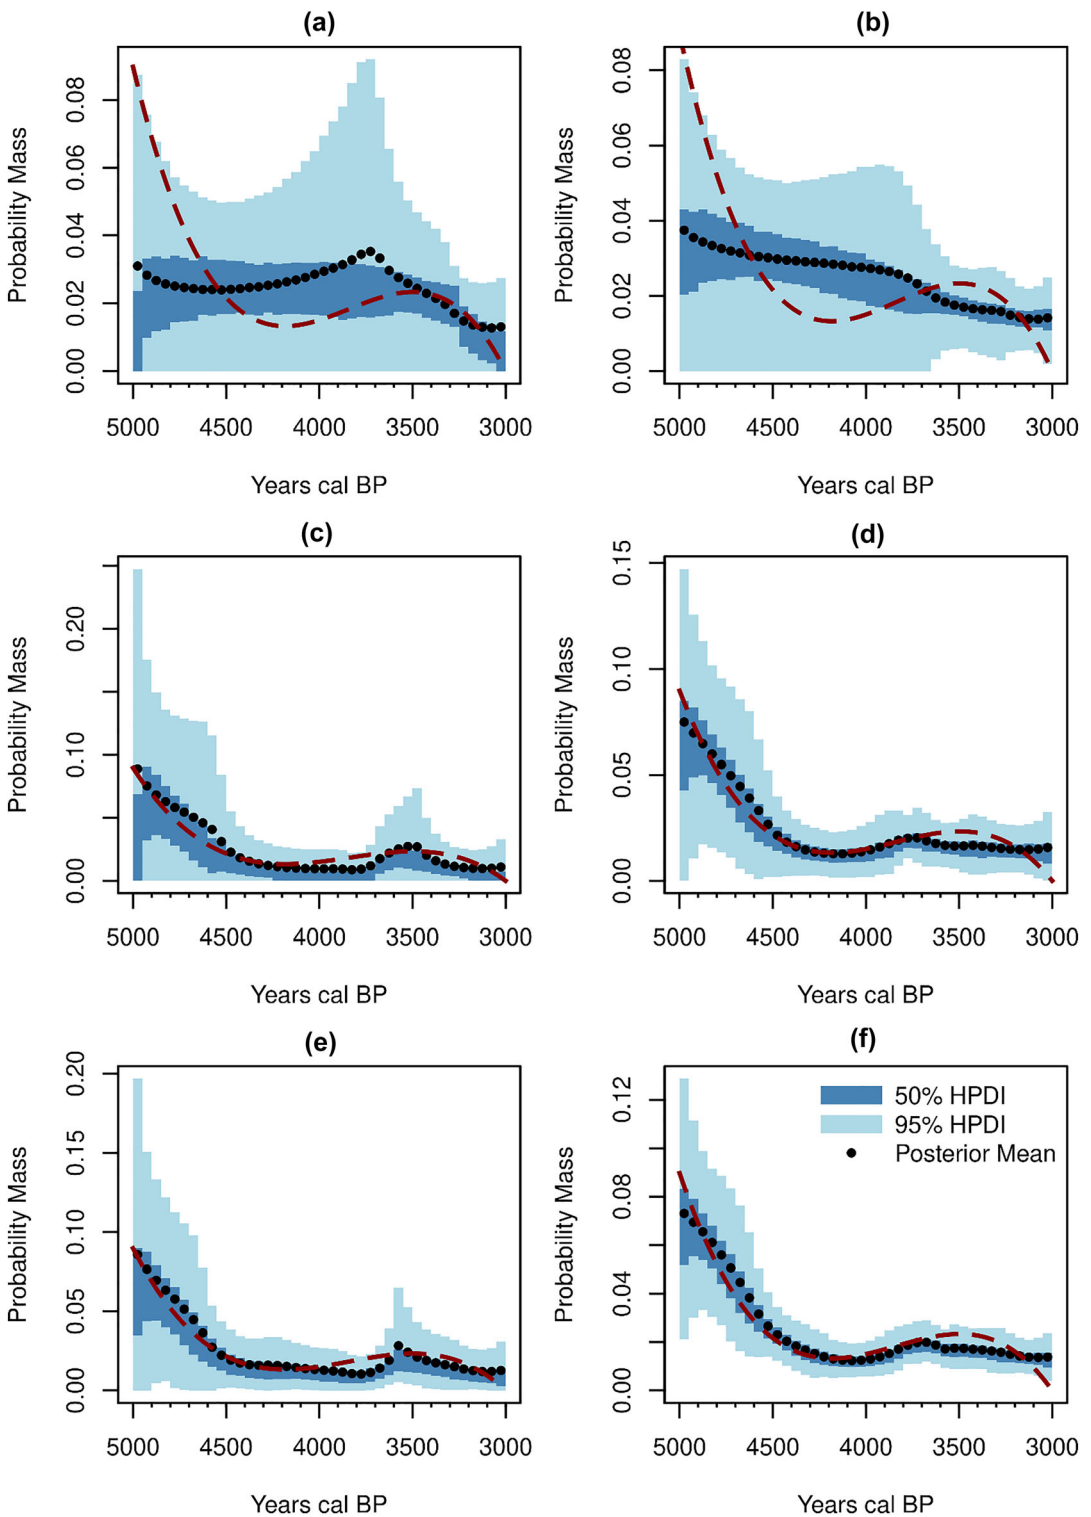 (a)
(b)
Probability Mass
0.08
0.06
0.04
0.02
0.00
5000 4500 4000 3500 3000
Years cal BP
Probability Mass
0.08
0.06
0.04
0.02
0.00
5000 4500 4000 3500 3000
Years cal BP
(c)
(d)
Probability Mass
0.20
0.10
0.00
5000 4500 4000 3500 3000
Years cal BP
Probability Mass
0.15
0.10
0.05
0.00
5000 4500 4000 3500 3000
Years cal BP
(e)
(f)
Probability Mass
0.20
0.15
0.10
0.05
0.00
5000 4500 4000 3500 3000
Years cal BP
Probability Mass
0.12
0.08
0.04
0.00
50% HPDI
95% HPDI
Posterior Mean
5000 4500 4000 3500 3000
Years cal BP